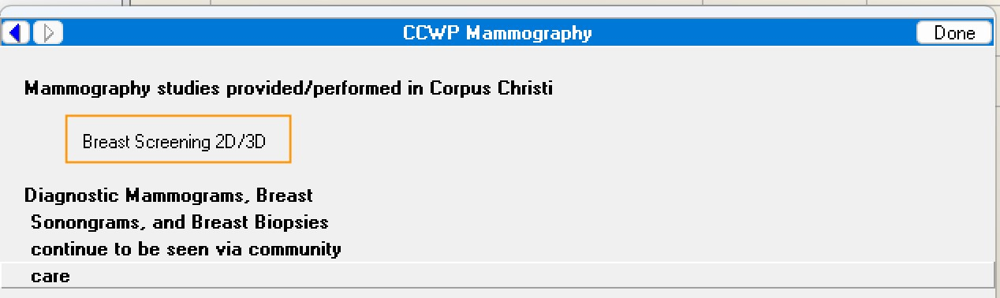 CCWP Mammography
Done
Mammography studies provided/performed in Corpus Christi
Breast Screening 2D/3D
Diagnostic Mammograms, Breast
Sonongrams, and Breast Biopsies
continue to be seen via community
care